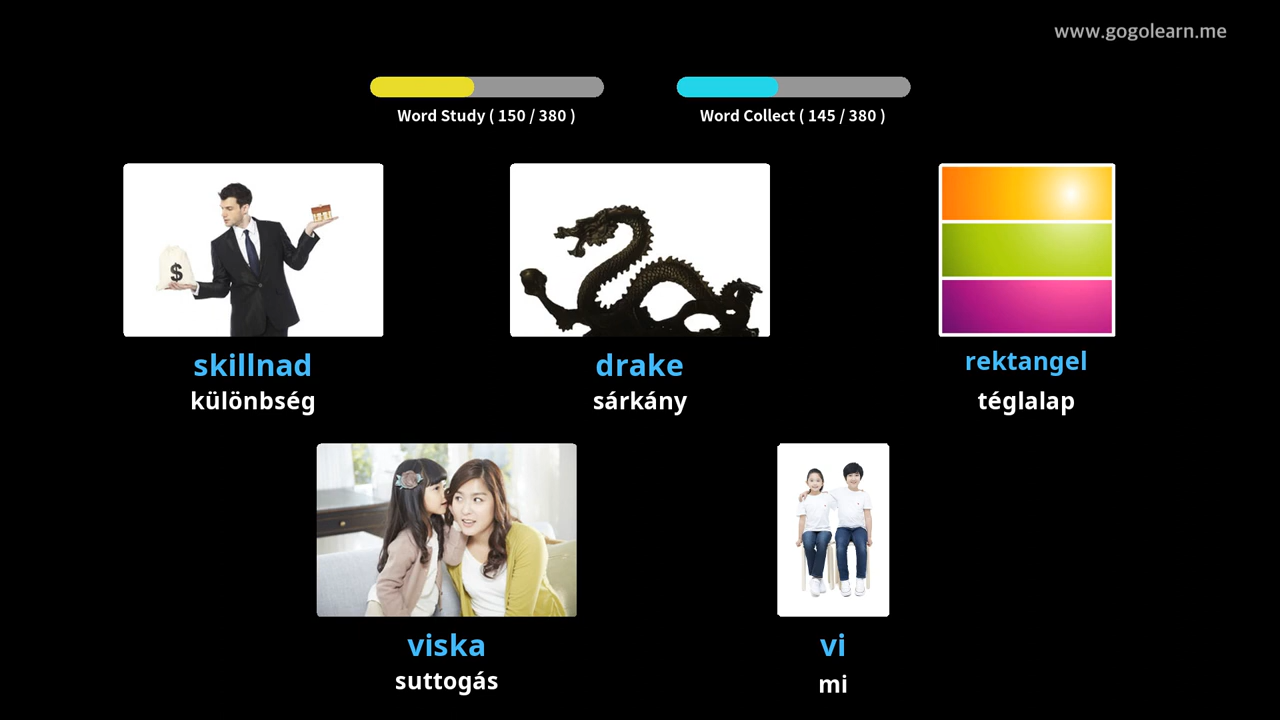 www.gogolearn.me
Word Study ( 150 / 380 )
Word Collect ( 145 / 380 )
$
skillnad
különbség
drake
sárkány
rektangel
téglalap
viska
suttogás
vi
mi